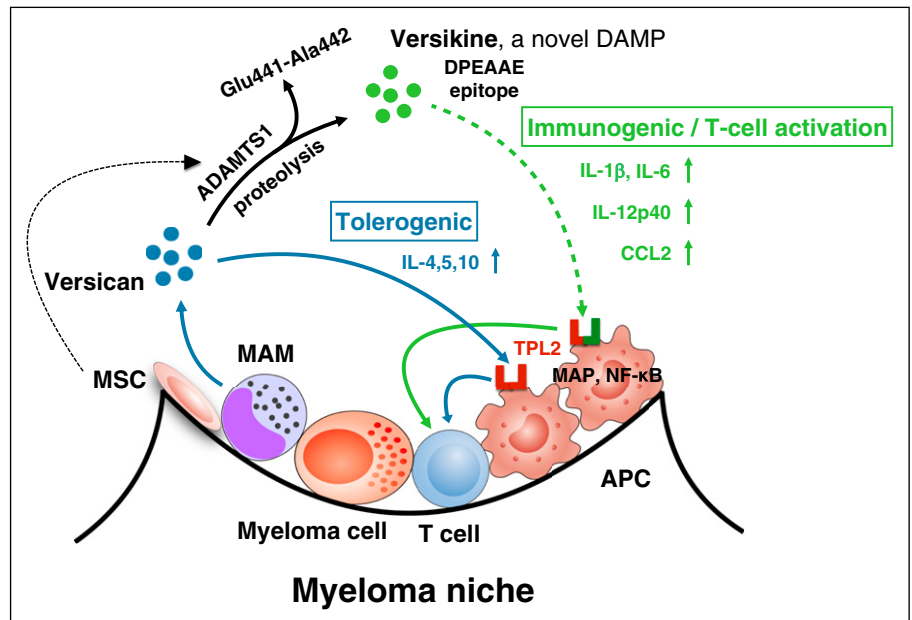 Versikine, a novel DAMP
DPEAAE
epitope
Glu441-Ala442
ADAMTS1
proteolysis
Immunogenic / T-cell activation
IL-1β, IL-6
IL-12p40
CCL2
Tolerogenic
IL-4,5,10
Versican
MAM
MSC
TPL2
MAP, NF-κB
APC
Myeloma cell
T cell
Myeloma niche